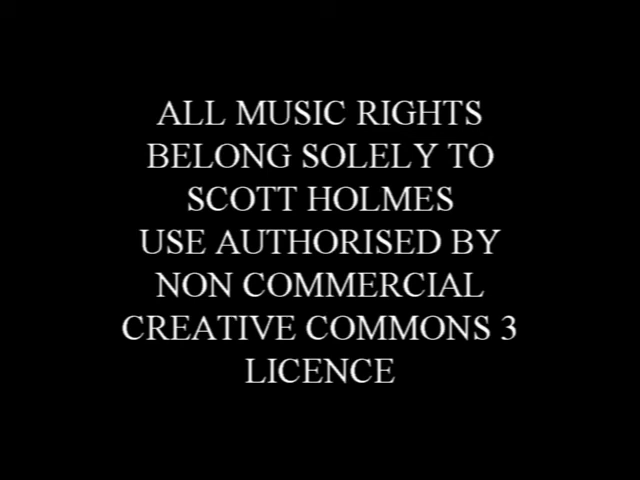 ALL MUSIC RIGHTS
BELONG SOLELY TO
SCOTT HOLMES
USE AUTHORISED BY
NON COMMERCIAL
CREATIVE COMMONS 3
LICENCE